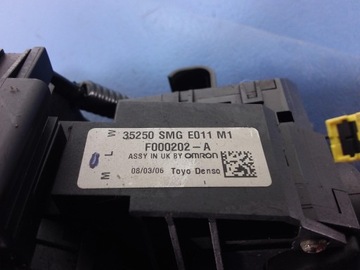 35250 SMG E011 M1
F000202-A
ASSY IN UK BY OMRON
08/03/06 Toyo Denso
M L W